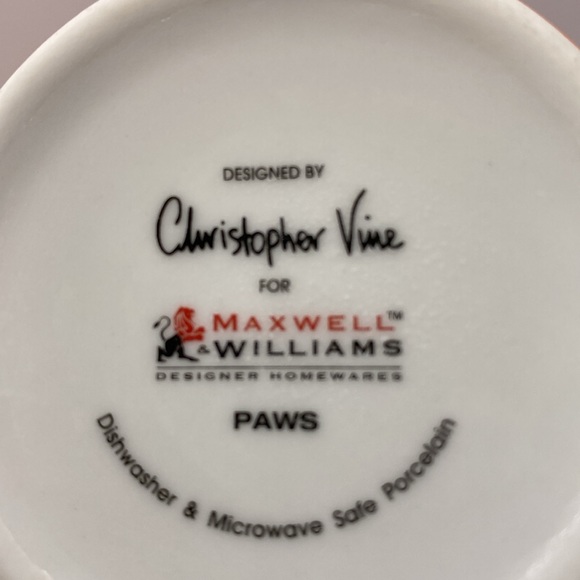 DESIGNED BY
Christopher Vine
FOR
MAXWELL™
& WILLIAMS
DESIGNER HOMEWARES
PAWS
Dishwasher & Microwave Safe Porcelain